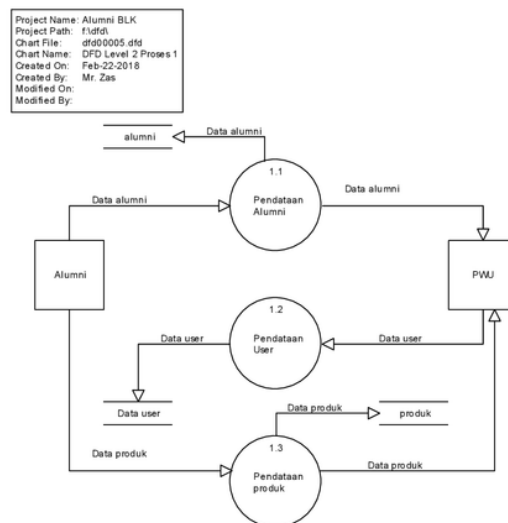 Project Name: Alumni BLK
Project Path: f:\dfd\
Chart File: dfd00005.dfd
Chart Name: DFD Level 2 Proses 1
Created On: Feb-22-2018
Created By: Mr. Zas
Modified On:
Modified By:
alumni
Data alumni
1.1
Pendataan
Alumni
Data alumni
Data alumni
Alumni
PWU
1.2
Pendataan
User
Data user
Data user
Data user
Data produk
produk
1.3
Pendataan
produk
Data produk
Data produk